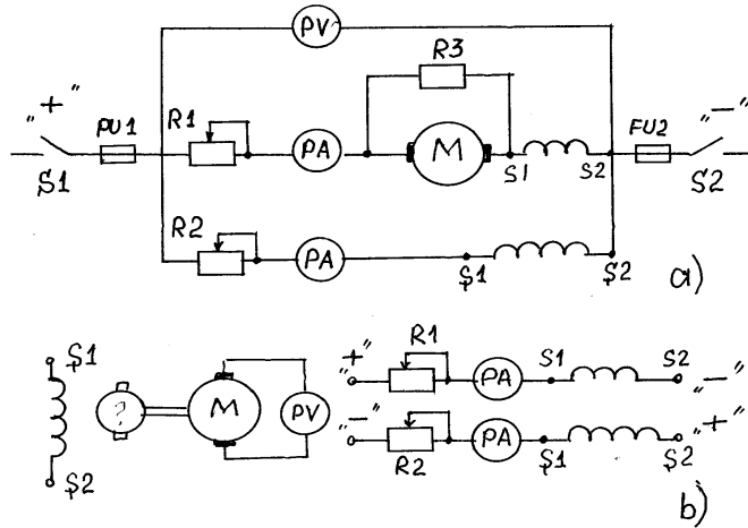 PV
R3
"+"
PU1
R1
PA
M
S1
S2
FU2
"—"
S1
S2
R2
PA
Ş1
Ş2
a)
Ş1
?
M
PV
Ş2
"+"
R1
PA
S1
S2
"—"
"—"
R2
PA
Ş1
Ş2
"+"
b)